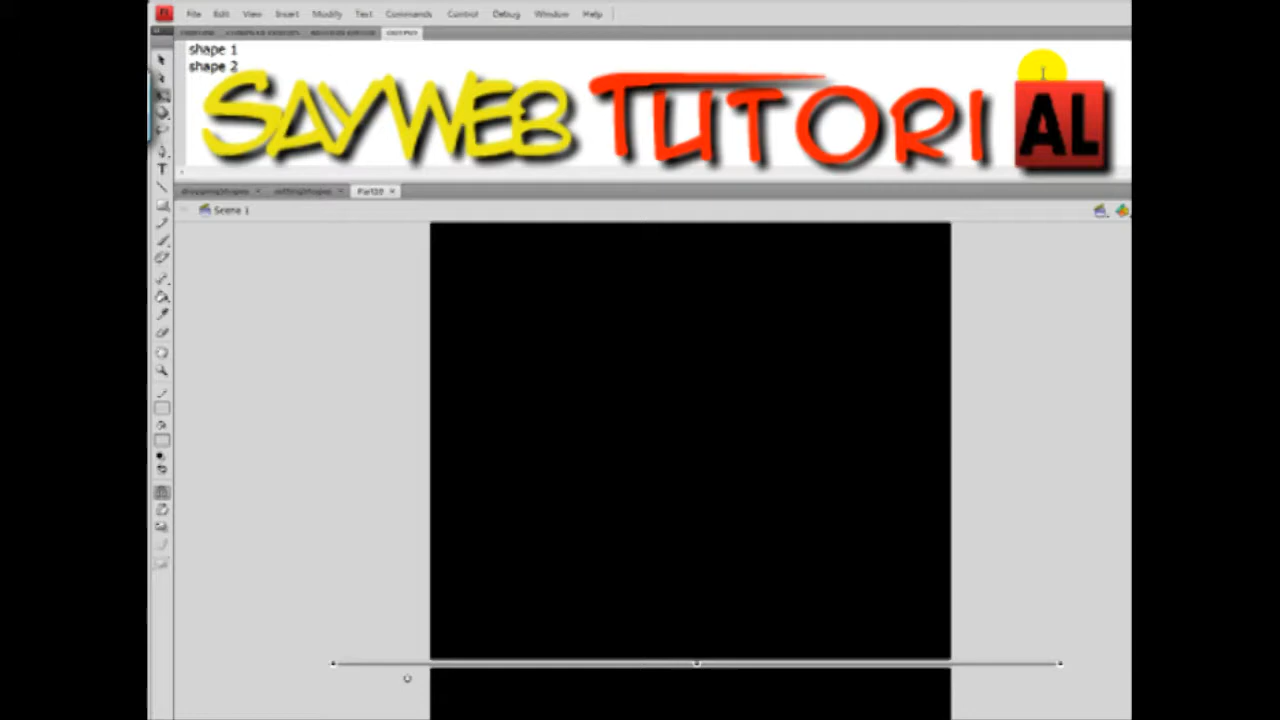 File Edit View Insert Modify Text Commands Control Debug Window Help
OUTPUT
shape 1
shape 2
SAYWEB TUTORIAL
Scene 1